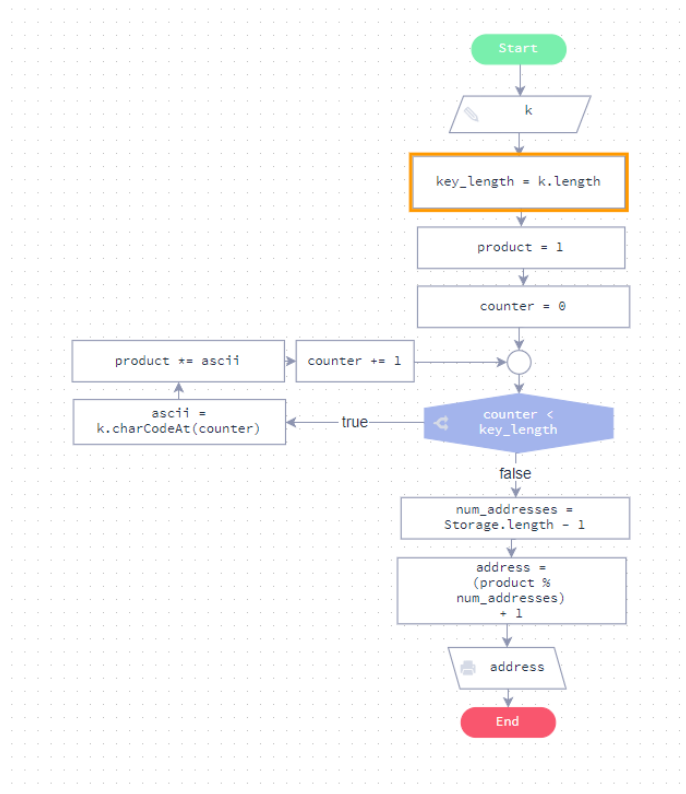 Start
k
key_length = k.length
product = 1
counter = 0
product *= ascii
counter += 1
ascii =
k.charCodeAt(counter)
true
counter <
key_length
false
num_addresses =
Storage.length - 1
address =
(product %
num_addresses)
+ 1
address
End